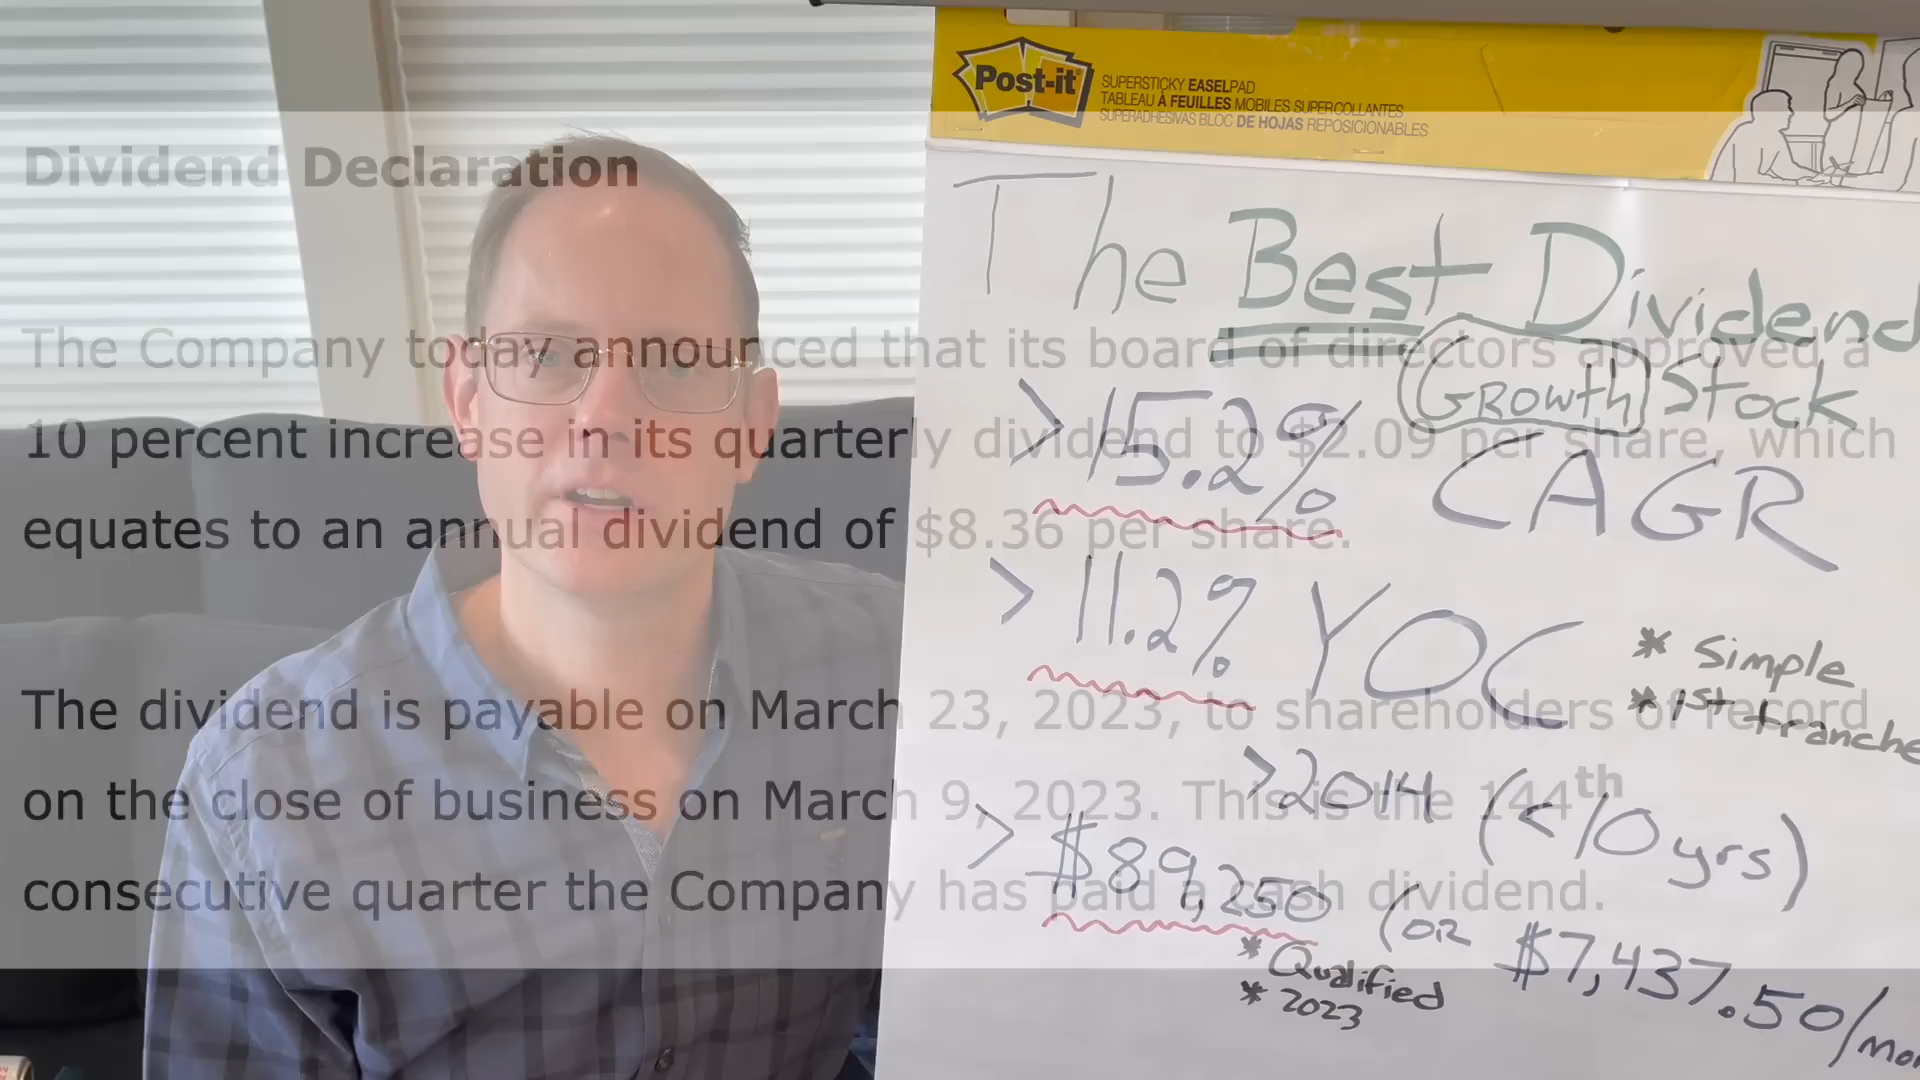 Post-it
SUPERSTICKY EASELPAD
TABLEAU À FEUILLES MOBILES SUPERCOLLANTES
SUPERADHESIVAS BLOC DE HOJAS REPOSICIONABLES
Dividend Declaration
The Company today announced that its board of directors approved a
10 percent increase in its quarterly dividend to $2.09 per share, which
equates to an annual dividend of $8.36 per share.
The dividend is payable on March 23, 2023, to shareholders of record
on the close of business on March 9, 2023. This is the 144th
consecutive quarter the Company has paid a cash dividend.
The Best Dividend
Growth Stock
> 15.2% CAGR
> 11.2% YOC
* Simple
* 1st tranche
> 2014 (<10 yrs)
> $89,250 (or $7,437.50/
* Qualified
* 2023